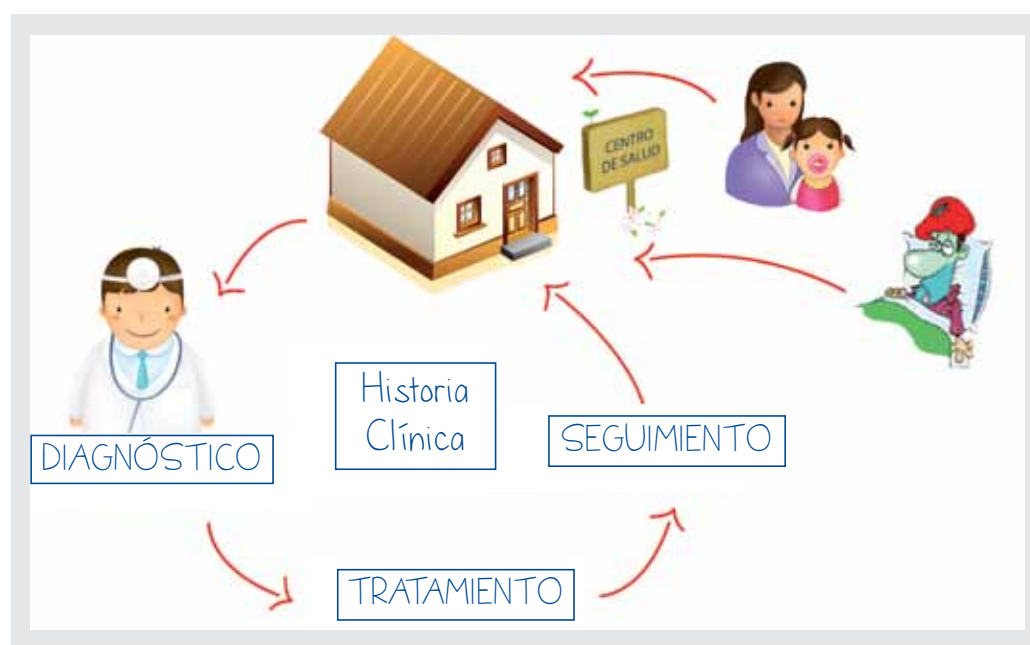 CENTRO
DE SALUD
Historia
Clínica
DIAGNÓSTICO
SEGUIMIENTO
TRATAMIENTO